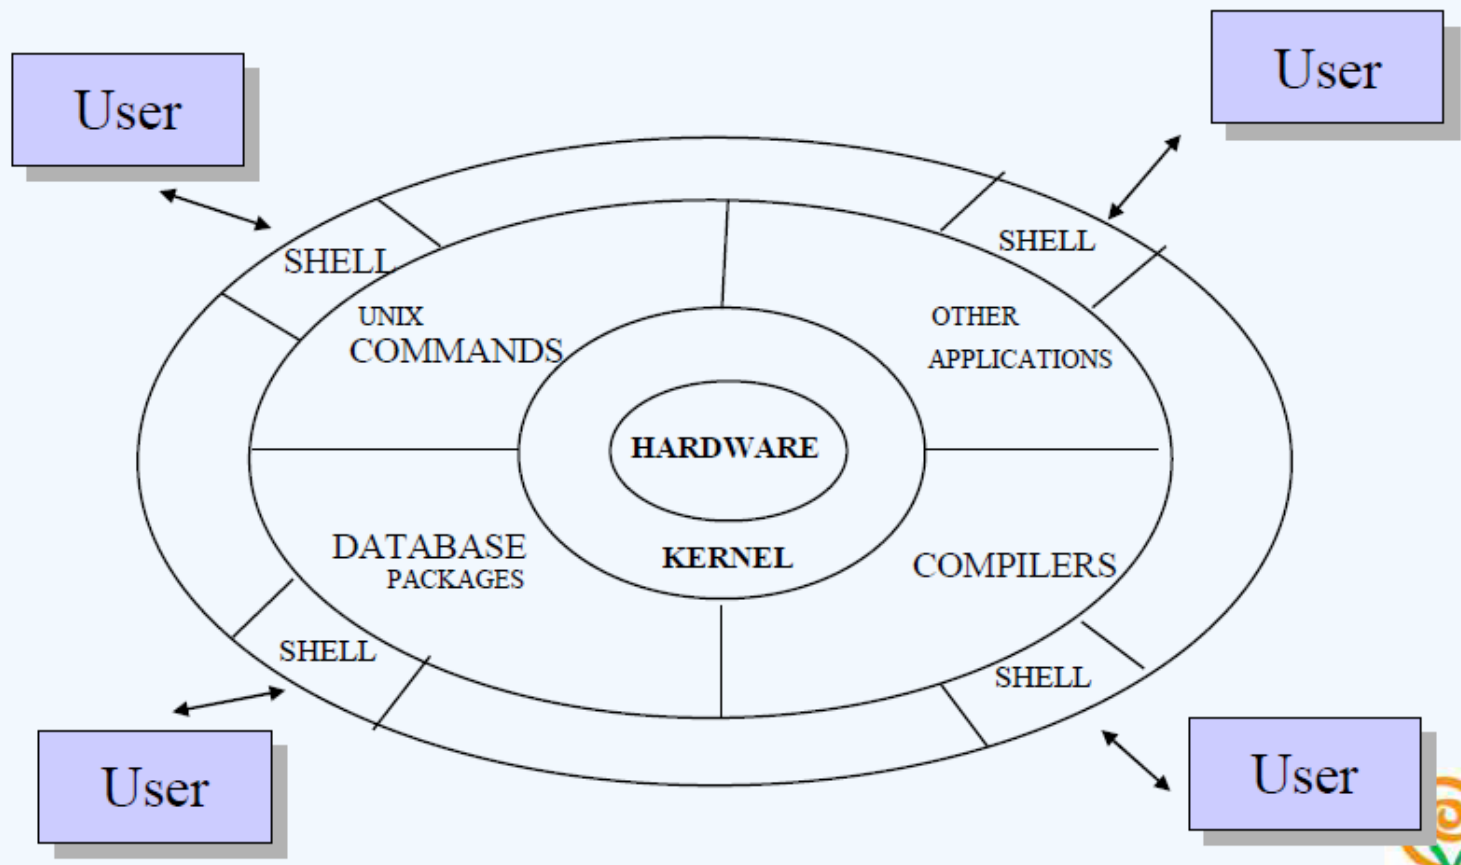 User
User
SHELL
SHELL
UNIX
COMMANDS
OTHER
APPLICATIONS
HARDWARE
KERNEL
DATABASE
PACKAGES
COMPILERS
SHELL
SHELL
User
User